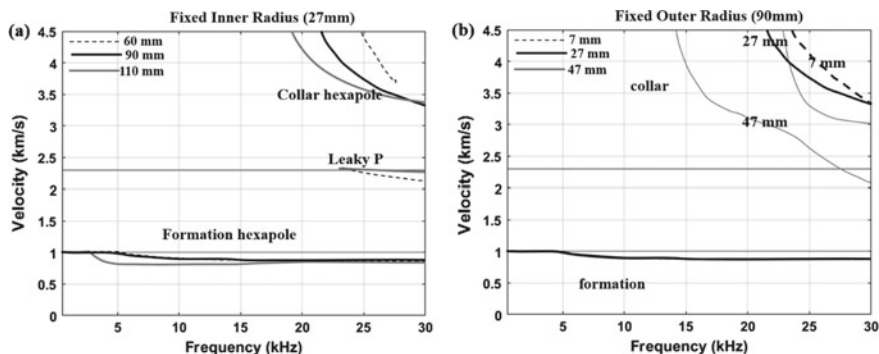 (a)
Fixed Inner Radius (27mm)
60 mm
90 mm
110 mm
Collar hexapole
Leaky P
Formation hexapole
Velocity (km/s)
4.5
4
3.5
3
2.5
2
1.5
1
0.5
0
5
10
15
20
25
30
Frequency (kHz)
(b)
Fixed Outer Radius (90mm)
7 mm
27 mm
47 mm
27 mm
7 mm
collar
47 mm
formation
Velocity (km/s)
4.5
4
3.5
3
2.5
2
1.5
1
0.5
0
5
10
15
20
25
30
Frequency (kHz)